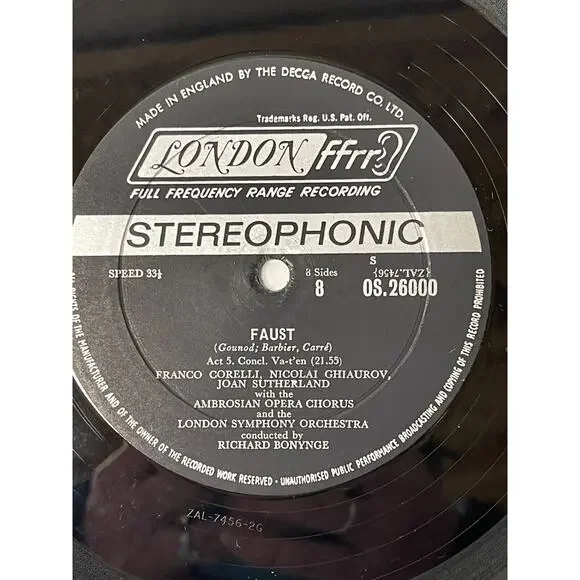 MADE IN ENGLAND BY THE DECCA RECORD CO. LTD.
Trademarks Reg. U.S. Pat. Off.
LONDON ffrr
FULL FREQUENCY RANGE RECORDING
STEREOPHONIC
SPEED 33⅓
8 Sides
8
S
{ZAL.7456}
OS.26000
FAUST
(Gounod; Barbier, Carré)
Act 5. Concl. Va-t'en (21.55)
FRANCO CORELLI, NICOLAI GHIAUROV,
JOAN SUTHERLAND
with the
AMBROSIAN OPERA CHORUS
and the
LONDON SYMPHONY ORCHESTRA
conducted by
RICHARD BONYNGE
RIGHTS OF THE MANUFACTURER AND OF THE OWNER OF THE RECORDED WORK RESERVED · UNAUTHORISED PUBLIC PERFORMANCE BROADCASTING AND COPYING OF THIS RECORD PROHIBITED
ZAL-7456-2G